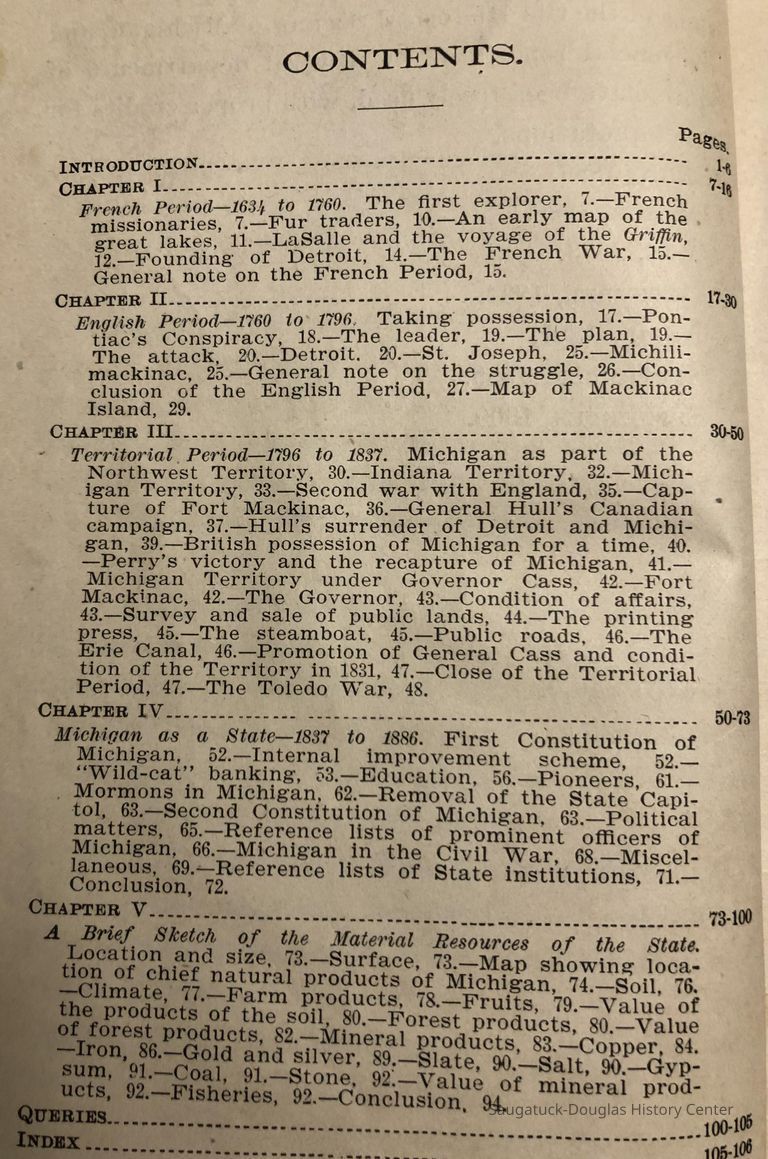 CONTENTS.
Pages.
INTRODUCTION 1-6
CHAPTER I 7-16
French Period—1634 to 1760. The first explorer, 7.—French
missionaries, 7.—Fur traders, 10.—An early map of the
great lakes, 11.—LaSalle and the voyage of the Griffin,
12.—Founding of Detroit, 14.—The French War, 15.—
General note on the French Period, 15.
CHAPTER II 17-30
English Period—1760 to 1796. Taking possession, 17.—Pon-
tiac's Conspiracy, 18.—The leader, 19.—The plan, 19.—
The attack, 20.—Detroit. 20.—St. Joseph, 25.—Michili-
mackinac, 25.—General note on the struggle, 26.—Con-
clusion of the English Period, 27.—Map of Mackinac
Island, 29.
CHAPTER III 30-50
Territorial Period—1796 to 1837. Michigan as part of the
Northwest Territory, 30.—Indiana Territory, 32.—Mich-
igan Territory, 33.—Second war with England, 35.—Cap-
ture of Fort Mackinac, 36.—General Hull's Canadian
campaign, 37.—Hull's surrender of Detroit and Michi-
gan, 39.—British possession of Michigan for a time, 40.
—Perry's victory and the recapture of Michigan, 41.—
Michigan Territory under Governor Cass, 42.—Fort
Mackinac, 42.—The Governor, 43.—Condition of affairs,
43.—Survey and sale of public lands, 44.—The printing
press, 45.—The steamboat, 45.—Public roads, 46.—The
Erie Canal, 46.—Promotion of General Cass and condi-
tion of the Territory in 1831, 47.—Close of the Territorial
Period, 47.—The Toledo War, 48.
CHAPTER IV 50-73
Michigan as a State—1837 to 1886. First Constitution of
Michigan, 52.—Internal improvement scheme, 52.—
"Wild-cat" banking, 53.—Education, 56.—Pioneers, 61.—
Mormons in Michigan, 62.—Removal of the State Capi-
tol, 63.—Second Constitution of Michigan, 63.—Political
matters, 65.—Reference lists of prominent officers of
Michigan, 66.—Michigan in the Civil War, 68.—Miscel-
laneous, 69.—Reference lists of State institutions, 71.—
Conclusion, 72.
CHAPTER V 73-100
A Brief Sketch of the Material Resources of the State.
Location and size, 73.—Surface, 73.—Map showing loca-
tion of chief natural products of Michigan, 74.—Soil, 76.
—Climate, 77.—Farm products, 78.—Fruits, 79.—Value of
the products of the soil, 80.—Forest products, 80.—Value
of forest products, 82.—Mineral products, 83.—Copper, 84.
—Iron, 86.—Gold and silver, 89.—Slate, 90.—Salt, 90.—Gyp-
sum, 91.—Coal, 91.—Stone, 92.—Value of mineral prod-
ucts, 92.—Fisheries, 92.—Conclusion, 94.
Saugatuck-Douglas History Center
QUERIES 100-105
INDEX 105-106